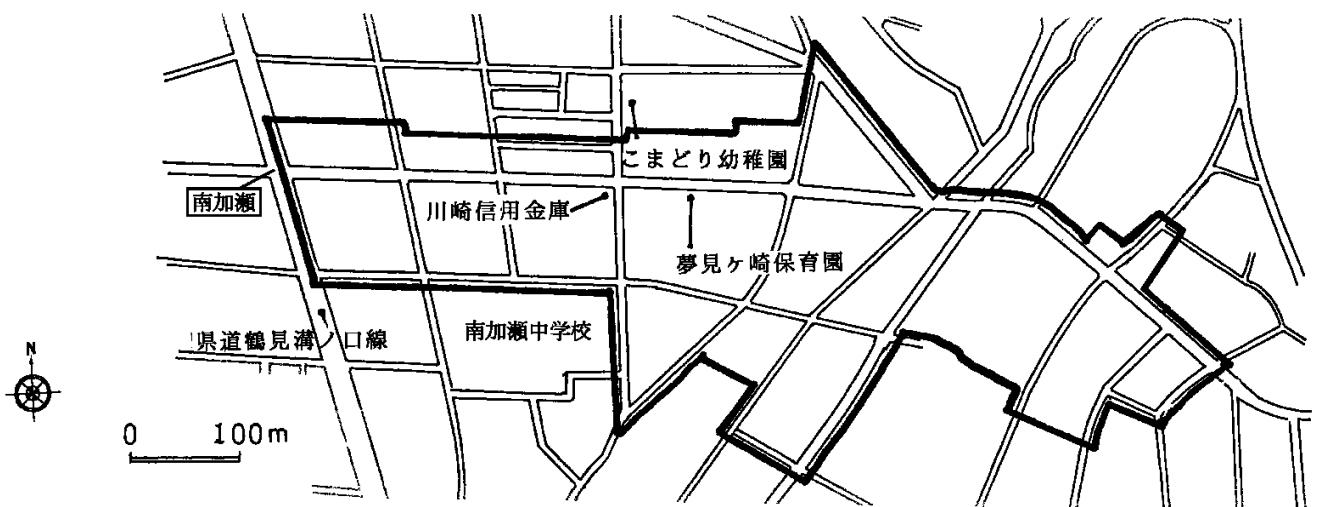 こまどり幼稚園
南加瀬
川崎信用金庫
夢見ヶ崎保育園
県道鶴見溝ノ口線
南加瀬中学校
N
0 100m